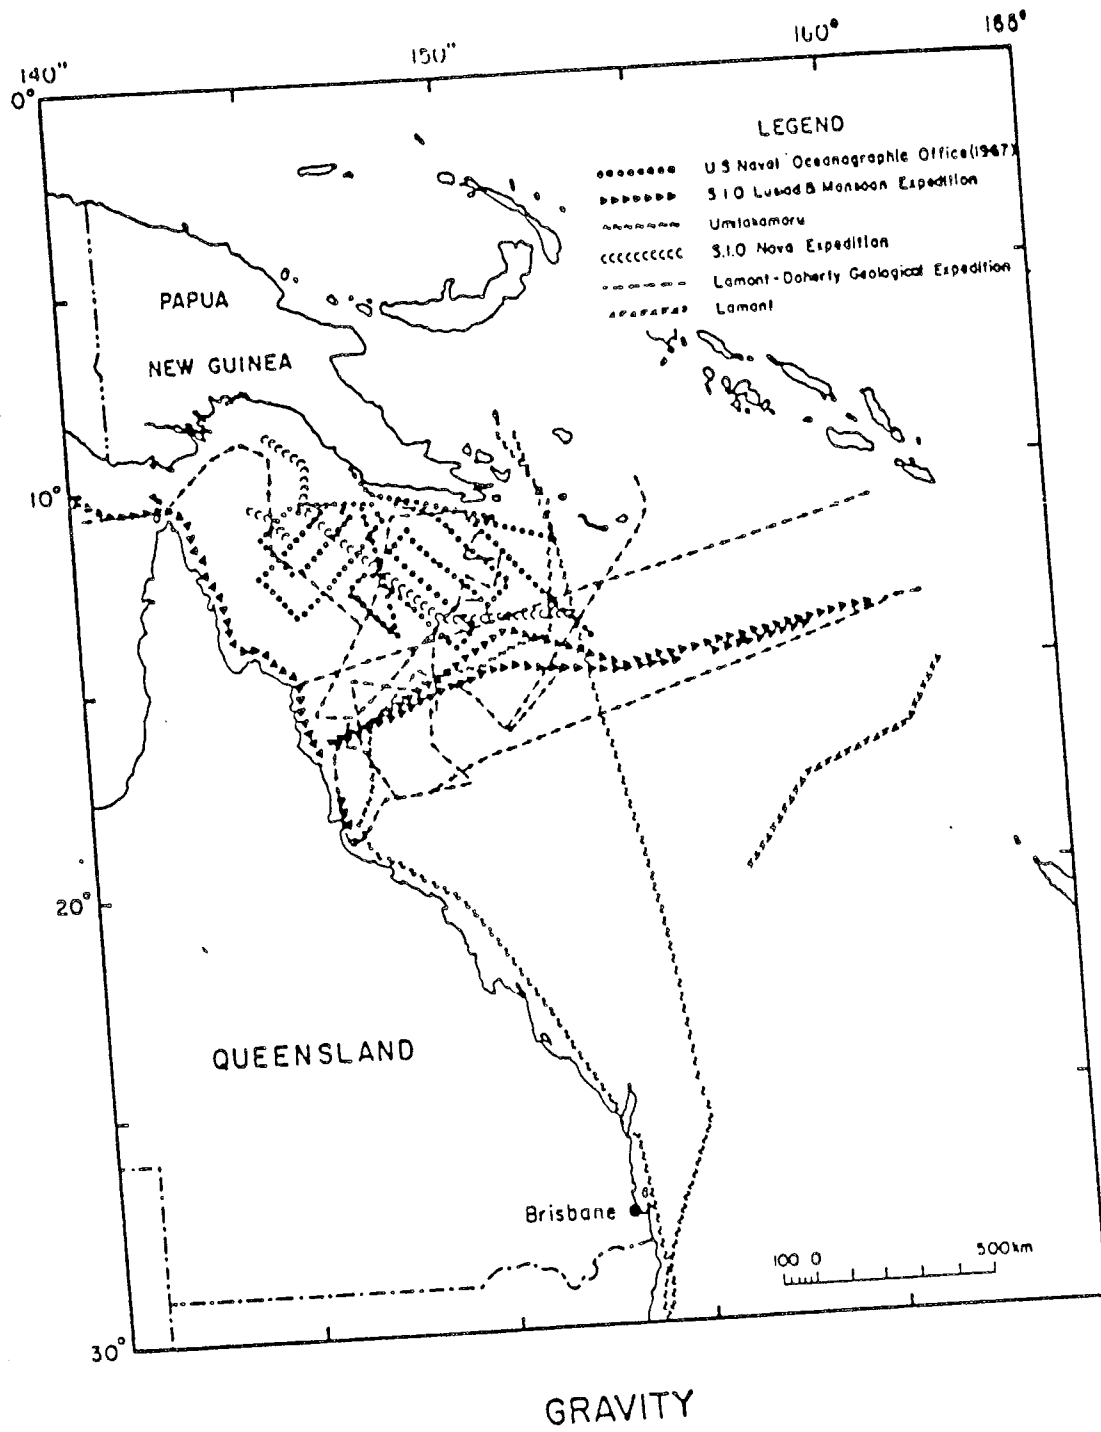 140" 150" 160° 165°
0°
LEGEND
U S Naval Oceanographic Office (1967)
S I O Lusiad & Monsoon Expedition
Umitakamaru
S.I.O Nova Expedition
Lamont-Doherty Geological Expedition
Lamont
PAPUA
NEW GUINEA
10°
20°
QUEENSLAND
Brisbane
100 0 500km
30°
GRAVITY